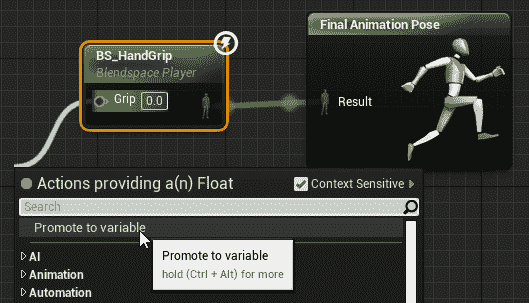 Final Animation Pose
BS_HandGrip
Blendspace Player
Grip 0.0
Result
Actions providing a(n) Float
Context Sensitive
Search
Promote to variable
Promote to variable
hold (Ctrl + Alt) for more
AI
Animation
Automation